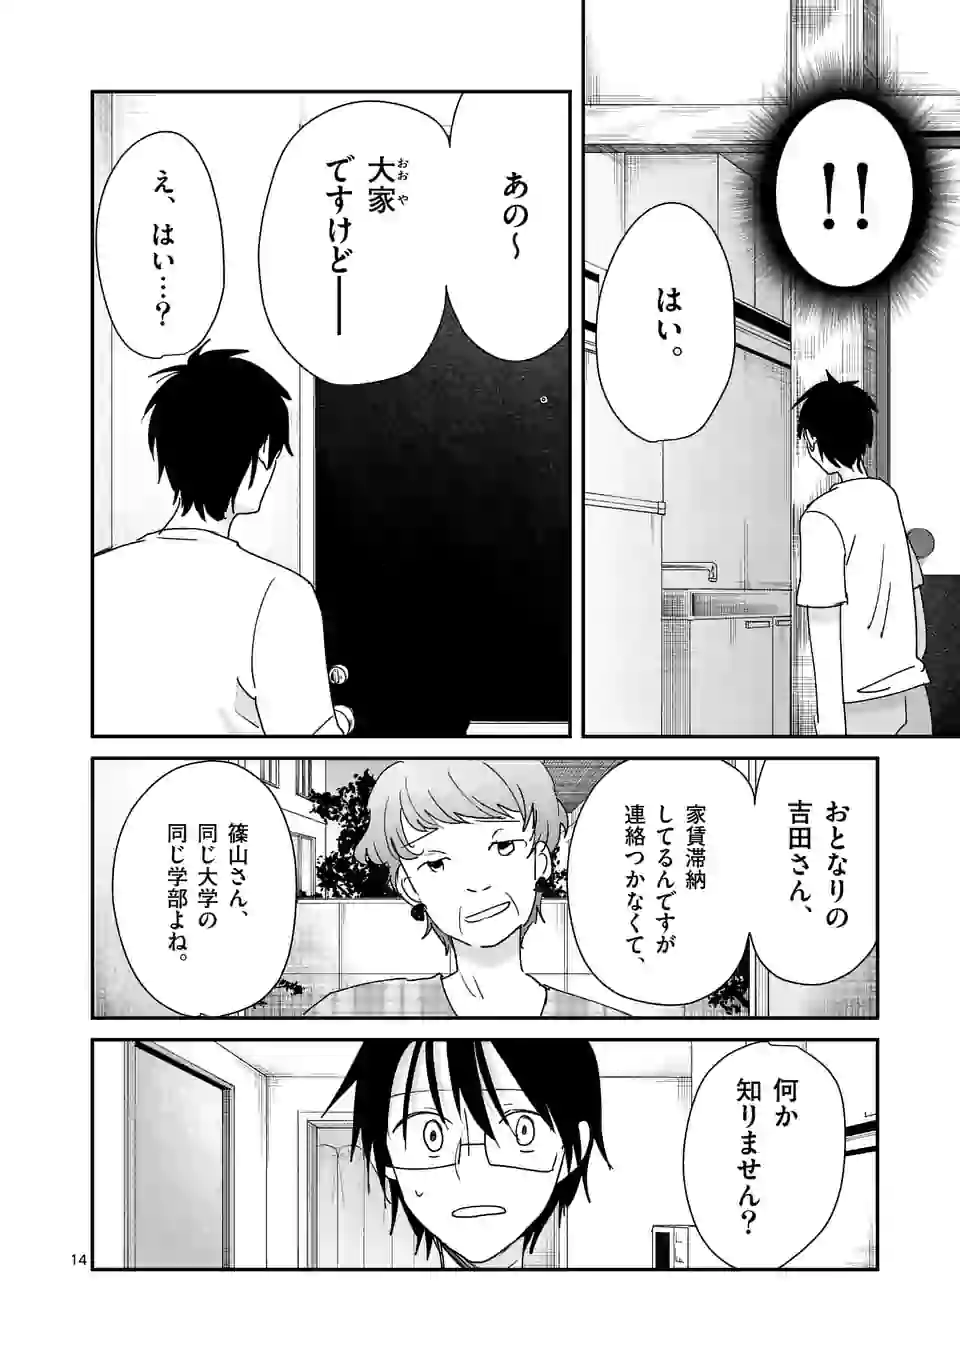 !!
はい。
あの〜
大家
おおや
ですけど──
え、はい…?
おとなりの
吉田さん、
家賃滞納
してるんですが
連絡つかなくて、
篠山さん、
同じ大学の
同じ学部よね。
何か
知りません?
14